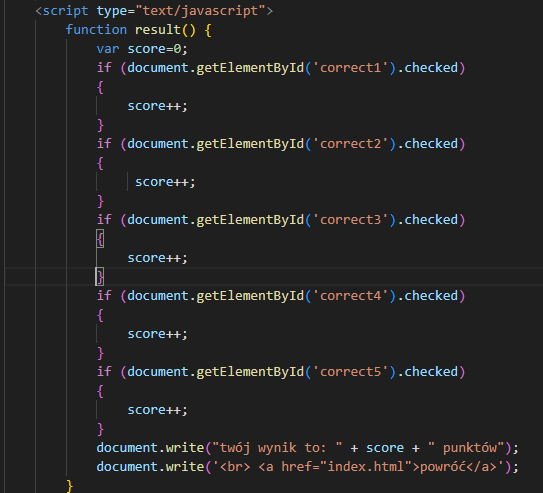 <script type="text/javascript">
function result() {
var score=0;
if (document.getElementById('correct1').checked)
{
score++;
}
if (document.getElementById('correct2').checked)
{
score++;
}
if (document.getElementById('correct3').checked)
{
score++;
}
if (document.getElementById('correct4').checked)
{
score++;
}
if (document.getElementById('correct5').checked)
{
score++;
}
document.write("twój wynik to: " + score + " punktów");
document.write('<br> <a href="index.html">powróć</a>');
}